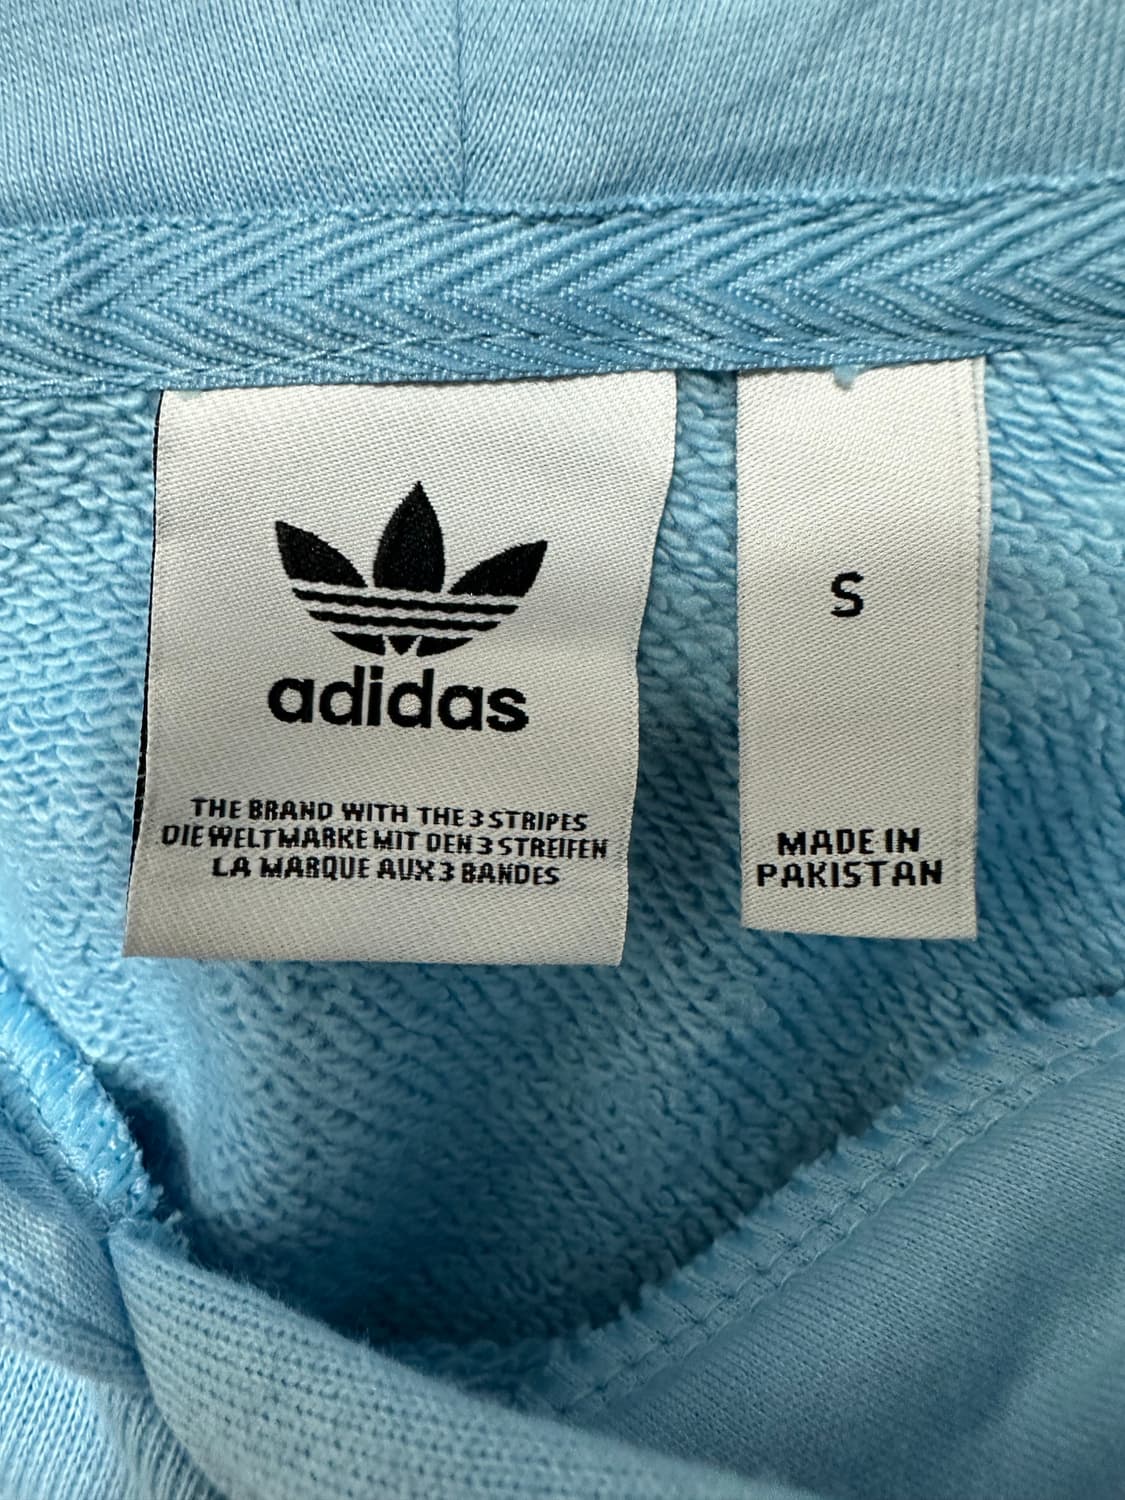 adidas
THE BRAND WITH THE 3 STRIPES
DIE WELTMARKE MIT DEN 3 STREIFEN
LA MARQUE AUX 3 BANDES
S
MADE IN
PAKISTAN